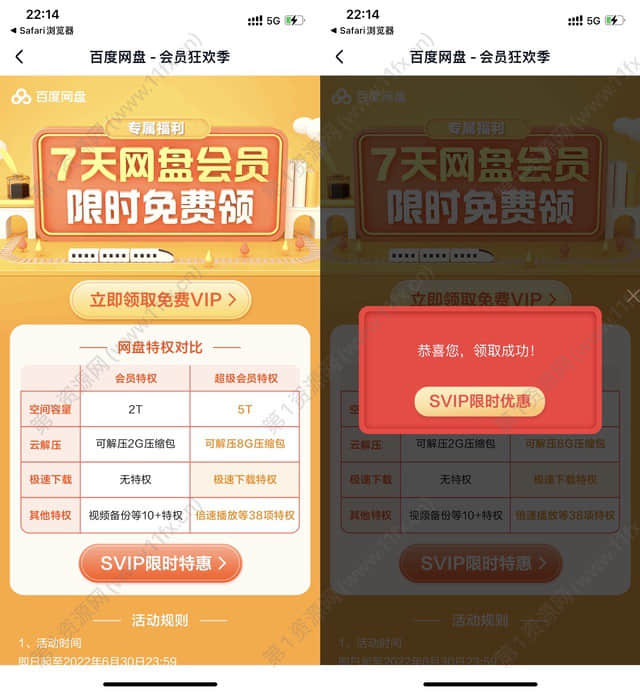 22:14
5G
Safari浏览器
百度网盘 - 会员狂欢季
百度网盘
专属福利
7天网盘会员
限时免费领
立即领取免费VIP
网盘特权对比
会员特权 超级会员特权
空间容量 2T 5T
云解压 可解压2G压缩包 可解压8G压缩包
极速下载 无特权 极速下载特权
其他特权 视频备份等10+特权 倍速播放等38项特权
SVIP限时特惠
活动规则
1、活动时间
即日起至2022年6月30日23:59
第1资源网(www.11fx.cn)
22:14
5G
Safari浏览器
百度网盘 - 会员狂欢季
百度网盘
专属福利
7天网盘会员
限时免费领
立即领取免费VIP
恭喜您，领取成功!
SVIP限时优惠
云解压 可解压2G压缩包 可解压8G压缩包
极速下载 无特权 极速下载特权
其他特权 视频备份等10+特权 倍速播放等38项特权
SVIP限时特惠
活动规则
1、活动时间
即日起至2022年6月30日23:59
第1资源网(www.11fx.cn)